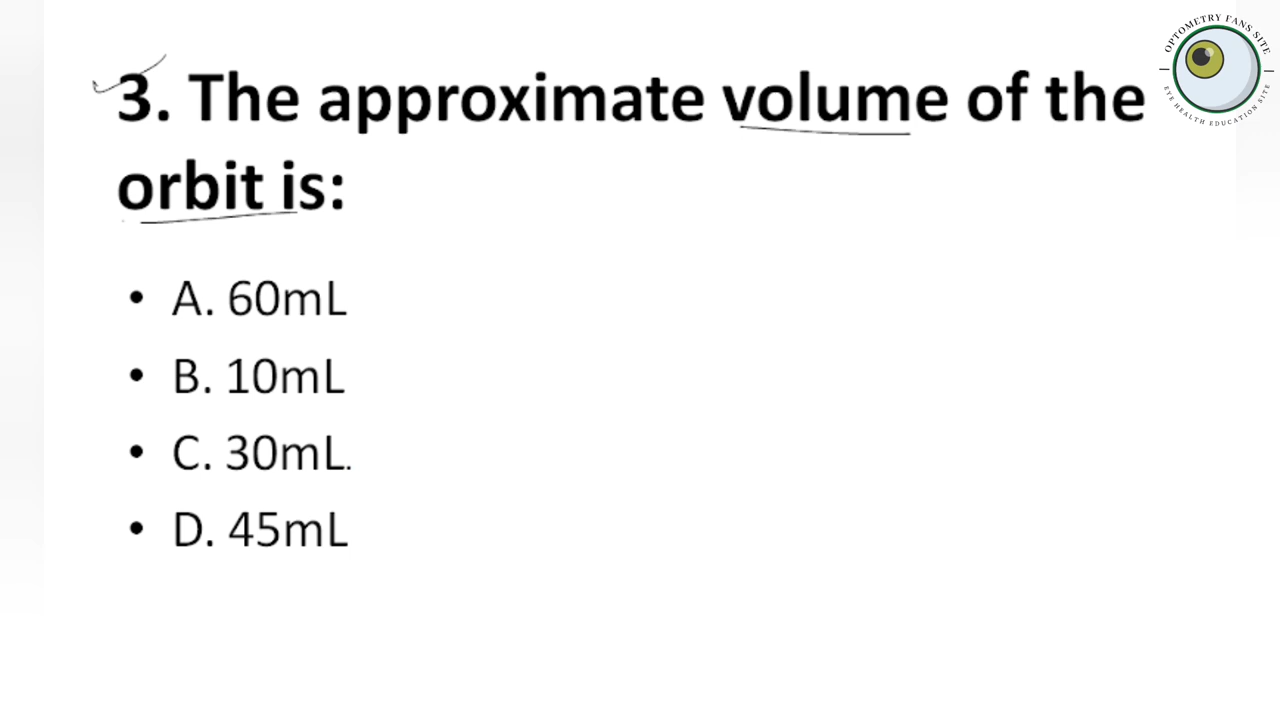 3. The approximate volume of the
orbit is:
• A. 60mL
• B. 10mL
• C. 30mL.
• D. 45mL
OPTOMETRY FANS SITE
EYE HEALTH EDUCATION SITE